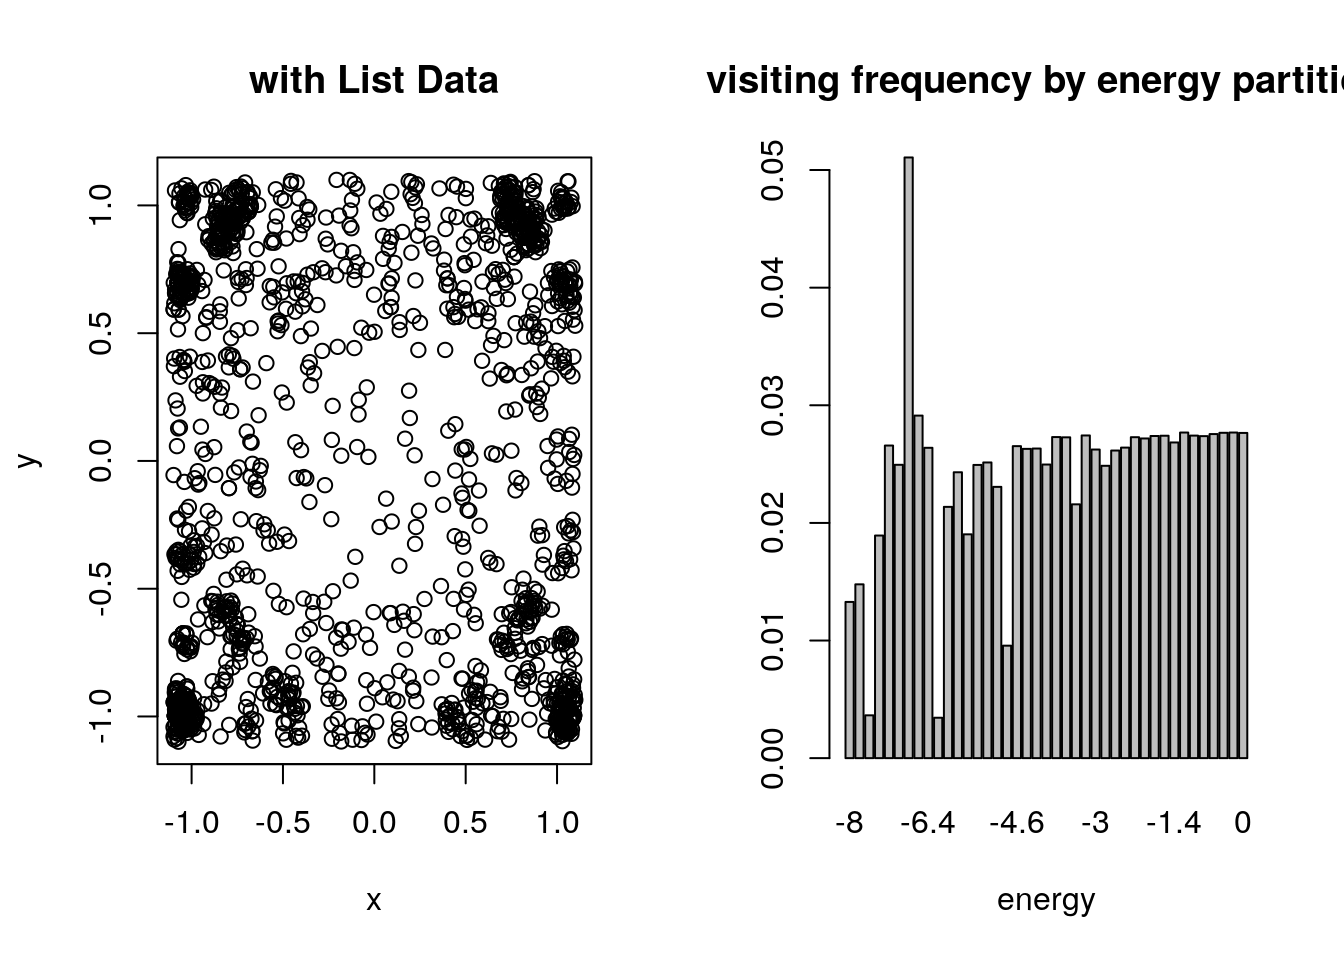 with List Data
y
1.0
0.5
0.0
-0.5
-1.0
-1.0 -0.5 0.0 0.5 1.0
x
visiting frequency by energy partitio
0.05
0.04
0.03
0.02
0.01
0.00
-8 -6.4 -4.6 -3 -1.4 0
energy